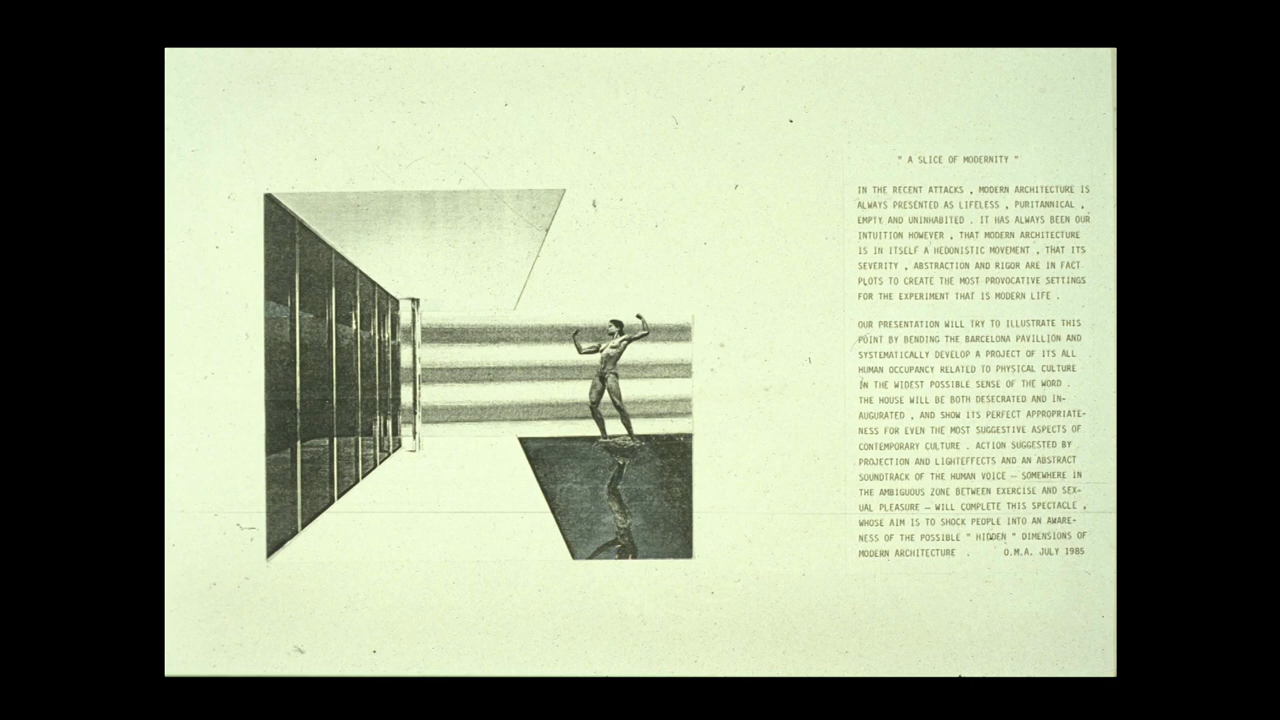 " A SLICE OF MODERNITY "
IN THE RECENT ATTACKS , MODERN ARCHITECTURE IS
ALWAYS PRESENTED AS LIFELESS , PURITANNICAL ,
EMPTY AND UNINHABITED . IT HAS ALWAYS BEEN OUR
INTUITION HOWEVER , THAT MODERN ARCHITECTURE
IS IN ITSELF A HEDONISTIC MOVEMENT , THAT ITS
SEVERITY , ABSTRACTION AND RIGOR ARE IN FACT
PLOTS TO CREATE THE MOST PROVOCATIVE SETTINGS
FOR THE EXPERIMENT THAT IS MODERN LIFE .
OUR PRESENTATION WILL TRY TO ILLUSTRATE THIS
POINT BY BENDING THE BARCELONA PAVILLION AND
SYSTEMATICALLY DEVELOP A PROJECT OF ITS ALL
HUMAN OCCUPANCY RELATED TO PHYSICAL CULTURE
IN THE WIDEST POSSIBLE SENSE OF THE WORD .
THE HOUSE WILL BE BOTH DESECRATED AND IN-
AUGURATED , AND SHOW ITS PERFECT APPROPRIATE-
NESS FOR EVEN THE MOST SUGGESTIVE ASPECTS OF
CONTEMPORARY CULTURE . ACTION SUGGESTED BY
PROJECTION AND LIGHTEFFECTS AND AN ABSTRACT
SOUNDTRACK OF THE HUMAN VOICE — SOMEWHERE IN
THE AMBIGUOUS ZONE BETWEEN EXERCISE AND SEX-
UAL PLEASURE — WILL COMPLETE THIS SPECTACLE ,
WHOSE AIM IS TO SHOCK PEOPLE INTO AN AWARE-
NESS OF THE POSSIBLE " HIDDEN " DIMENSIONS OF
MODERN ARCHITECTURE . O.M.A. JULY 1985